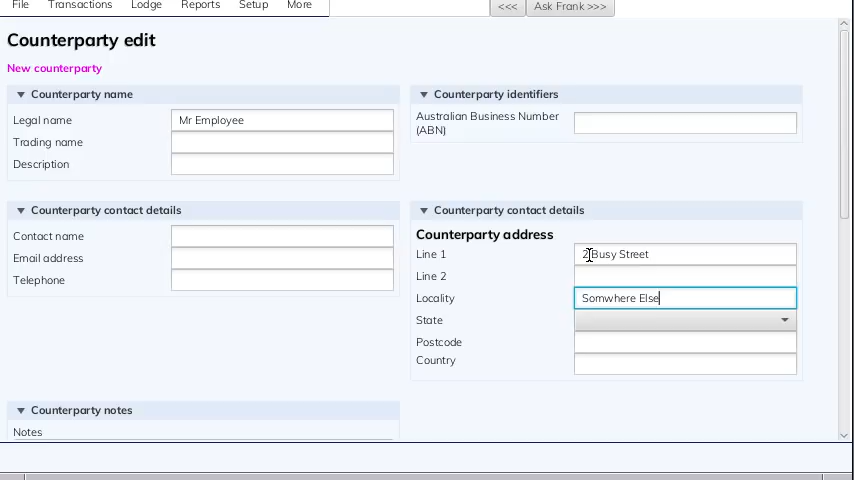 File Transactions Lodge Reports Setup More <<< Ask Frank >>>
Counterparty edit
New counterparty
Counterparty name
Legal name Mr Employee
Trading name
Description
Counterparty identifiers
Australian Business Number
(ABN)
Counterparty contact details
Contact name
Email address
Telephone
Counterparty contact details
Counterparty address
Line 1 2 Busy Street
Line 2
Locality Somwhere Else
State
Postcode
Country
Counterparty notes
Notes